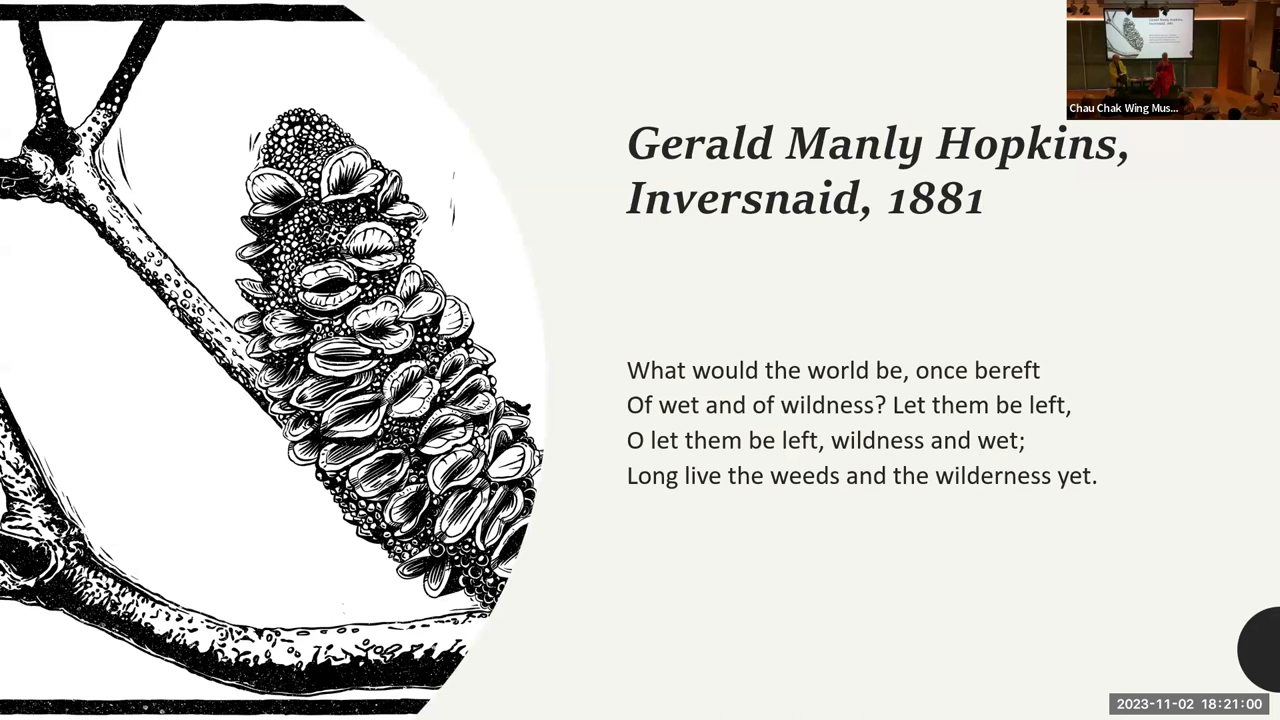 Gerald Manly Hopkins,
Inversnaid, 1881
What would the world be, once bereft
Of wet and of wildness? Let them be left,
O let them be left, wildness and wet;
Long live the weeds and the wilderness yet.
Chau Chak Wing Mus...
2023-11-02 18:21:00